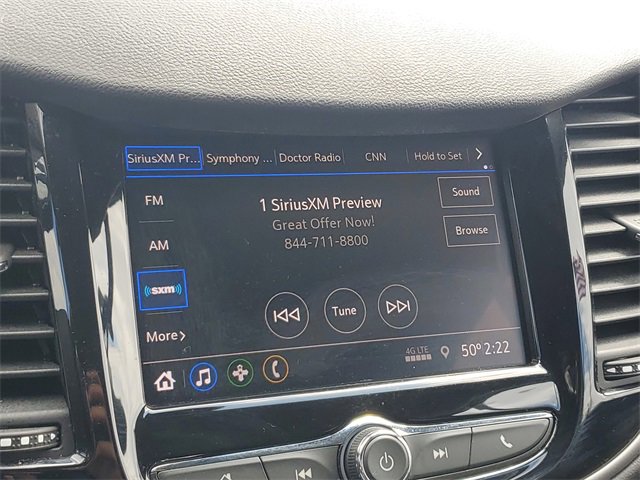 SiriusXM Pr... Symphony ... Doctor Radio CNN Hold to Set
FM
1 SiriusXM Preview
Sound
Great Offer Now!
AM
844-711-8800
Browse
sxm
Tune
More
4G LTE
50° 2:22